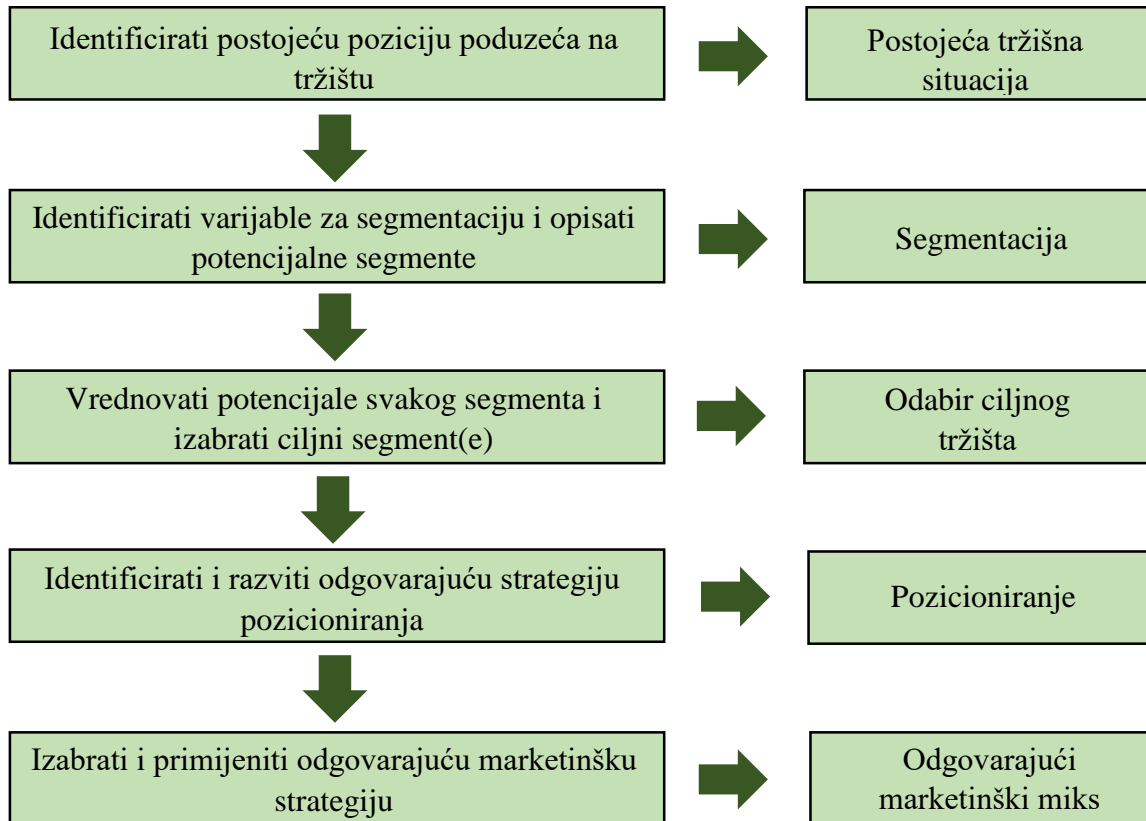 Identificirati postojeću poziciju poduzeća na
tržištu
Postojeća tržišna
situacija
Identificirati varijable za segmentaciju i opisati
potencijalne segmente
Segmentacija
Vrednovati potencijale svakog segmenta i
izabrati ciljni segment(e)
Odabir ciljnog
tržišta
Identificirati i razviti odgovarajuću strategiju
pozicioniranja
Pozicioniranje
Izabrati i primijeniti odgovarajuću marketinšku
strategiju
Odgovarajući
marketinški miks